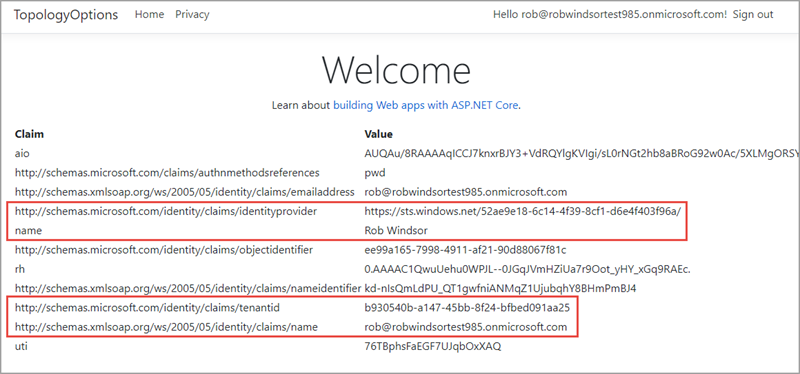 TopologyOptions Home Privacy Hello rob@robwindsortest985.onmicrosoft.com! Sign out
Welcome
Learn about building Web apps with ASP.NET Core.
Claim Value
aio AUQAu/8RAAAAqICCJ7knxrBJY3+VdRQYlgKVIgi/sL0rNGt2hb8aBRoG92w0Ac/5XLMgORSY
http://schemas.microsoft.com/claims/authnmethodsreferences pwd
http://schemas.xmlsoap.org/ws/2005/05/identity/claims/emailaddress rob@robwindsortest985.onmicrosoft.com
http://schemas.microsoft.com/identity/claims/identityprovider https://sts.windows.net/52ae9e18-6c14-4f39-8cf1-d6e4f403f96a/
name Rob Windsor
http://schemas.microsoft.com/identity/claims/objectidentifier ee99a165-7998-4911-af21-90d88067f81c
rh 0.AAAAC1QwuUehu0WPJL--0JGqJVmHZiUa7r9Oot_yHY_xGq9RAEc.
http://schemas.xmlsoap.org/ws/2005/05/identity/claims/nameidentifier kd-nIsQmLdPU_QT1gwfniANMqZ1UjubqhY8BHmPmBJ4
http://schemas.microsoft.com/identity/claims/tenantid b930540b-a147-45bb-8f24-bfbed091aa25
http://schemas.xmlsoap.org/ws/2005/05/identity/claims/name rob@robwindsortest985.onmicrosoft.com
uti 76TBphsFaEGF7UJqbOxXAQ